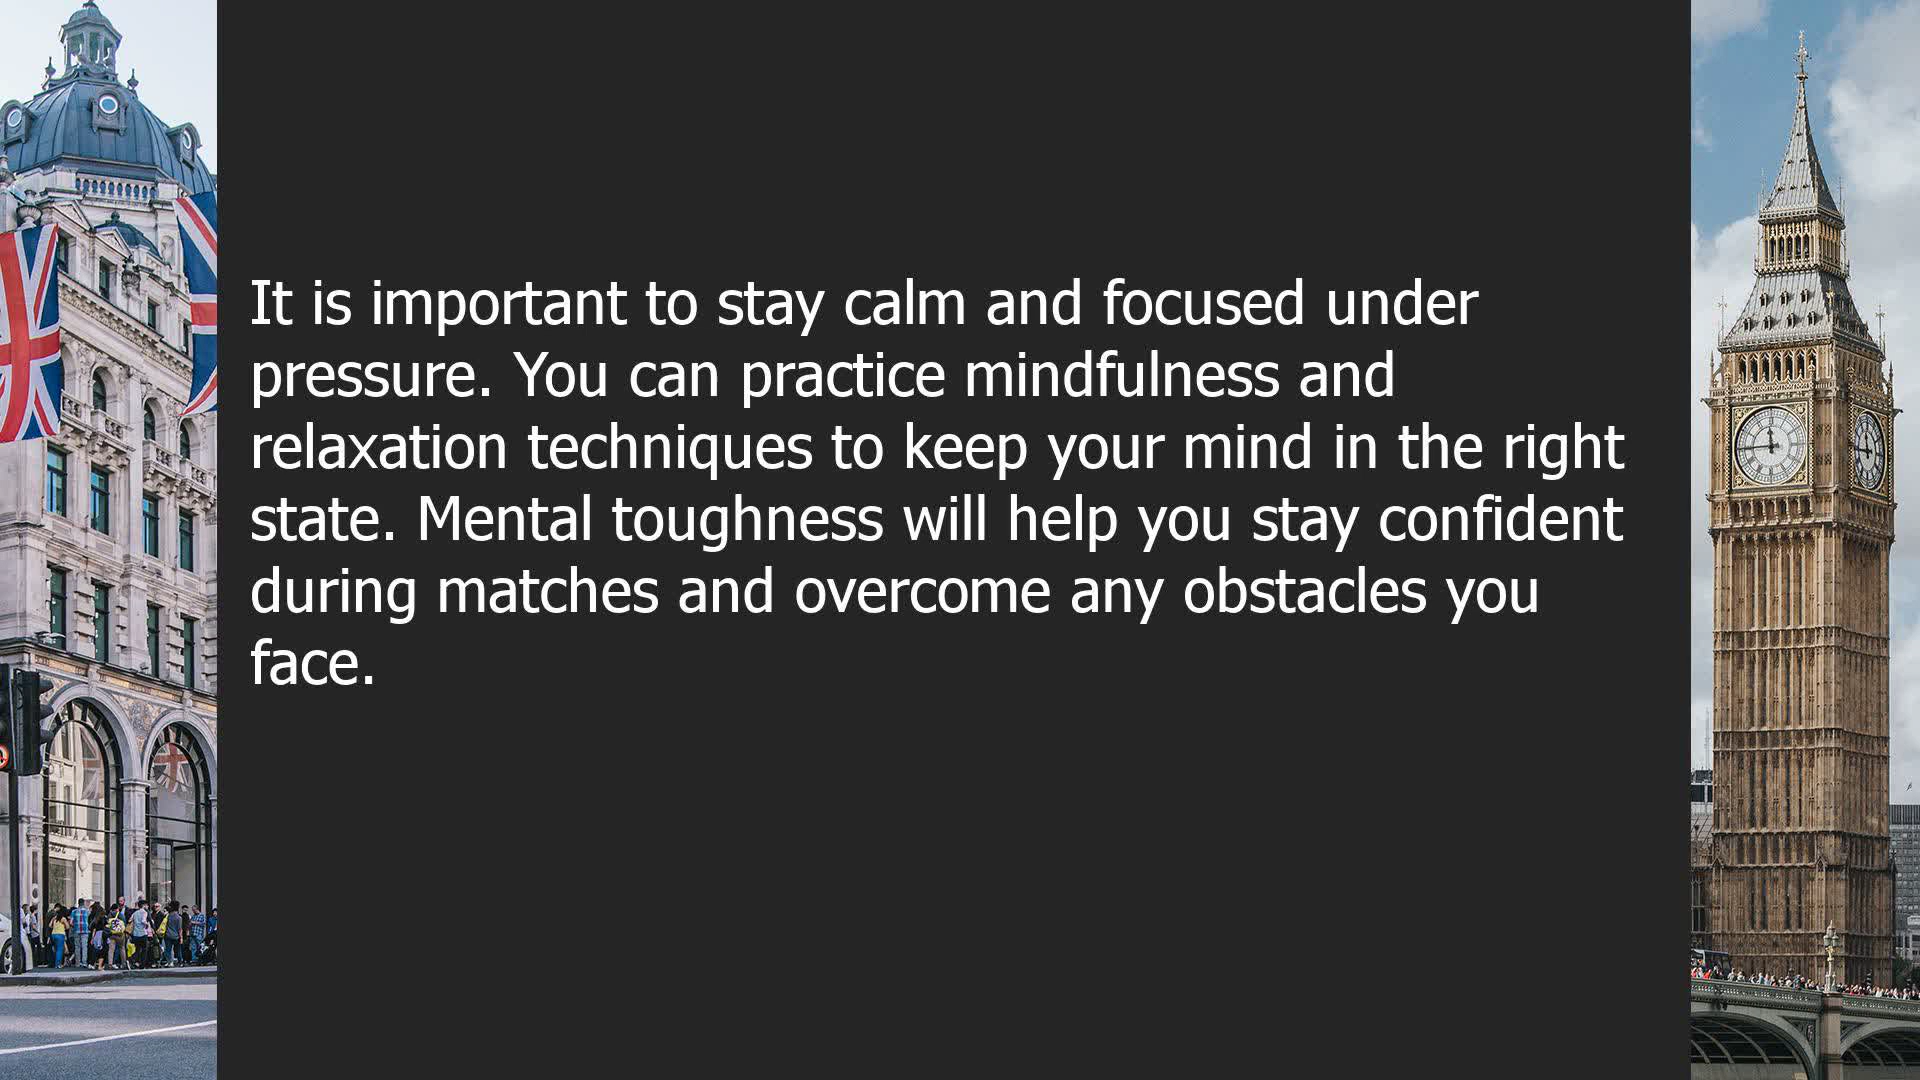 It is important to stay calm and focused under
pressure. You can practice mindfulness and
relaxation techniques to keep your mind in the right
state. Mental toughness will help you stay confident
during matches and overcome any obstacles you
face.